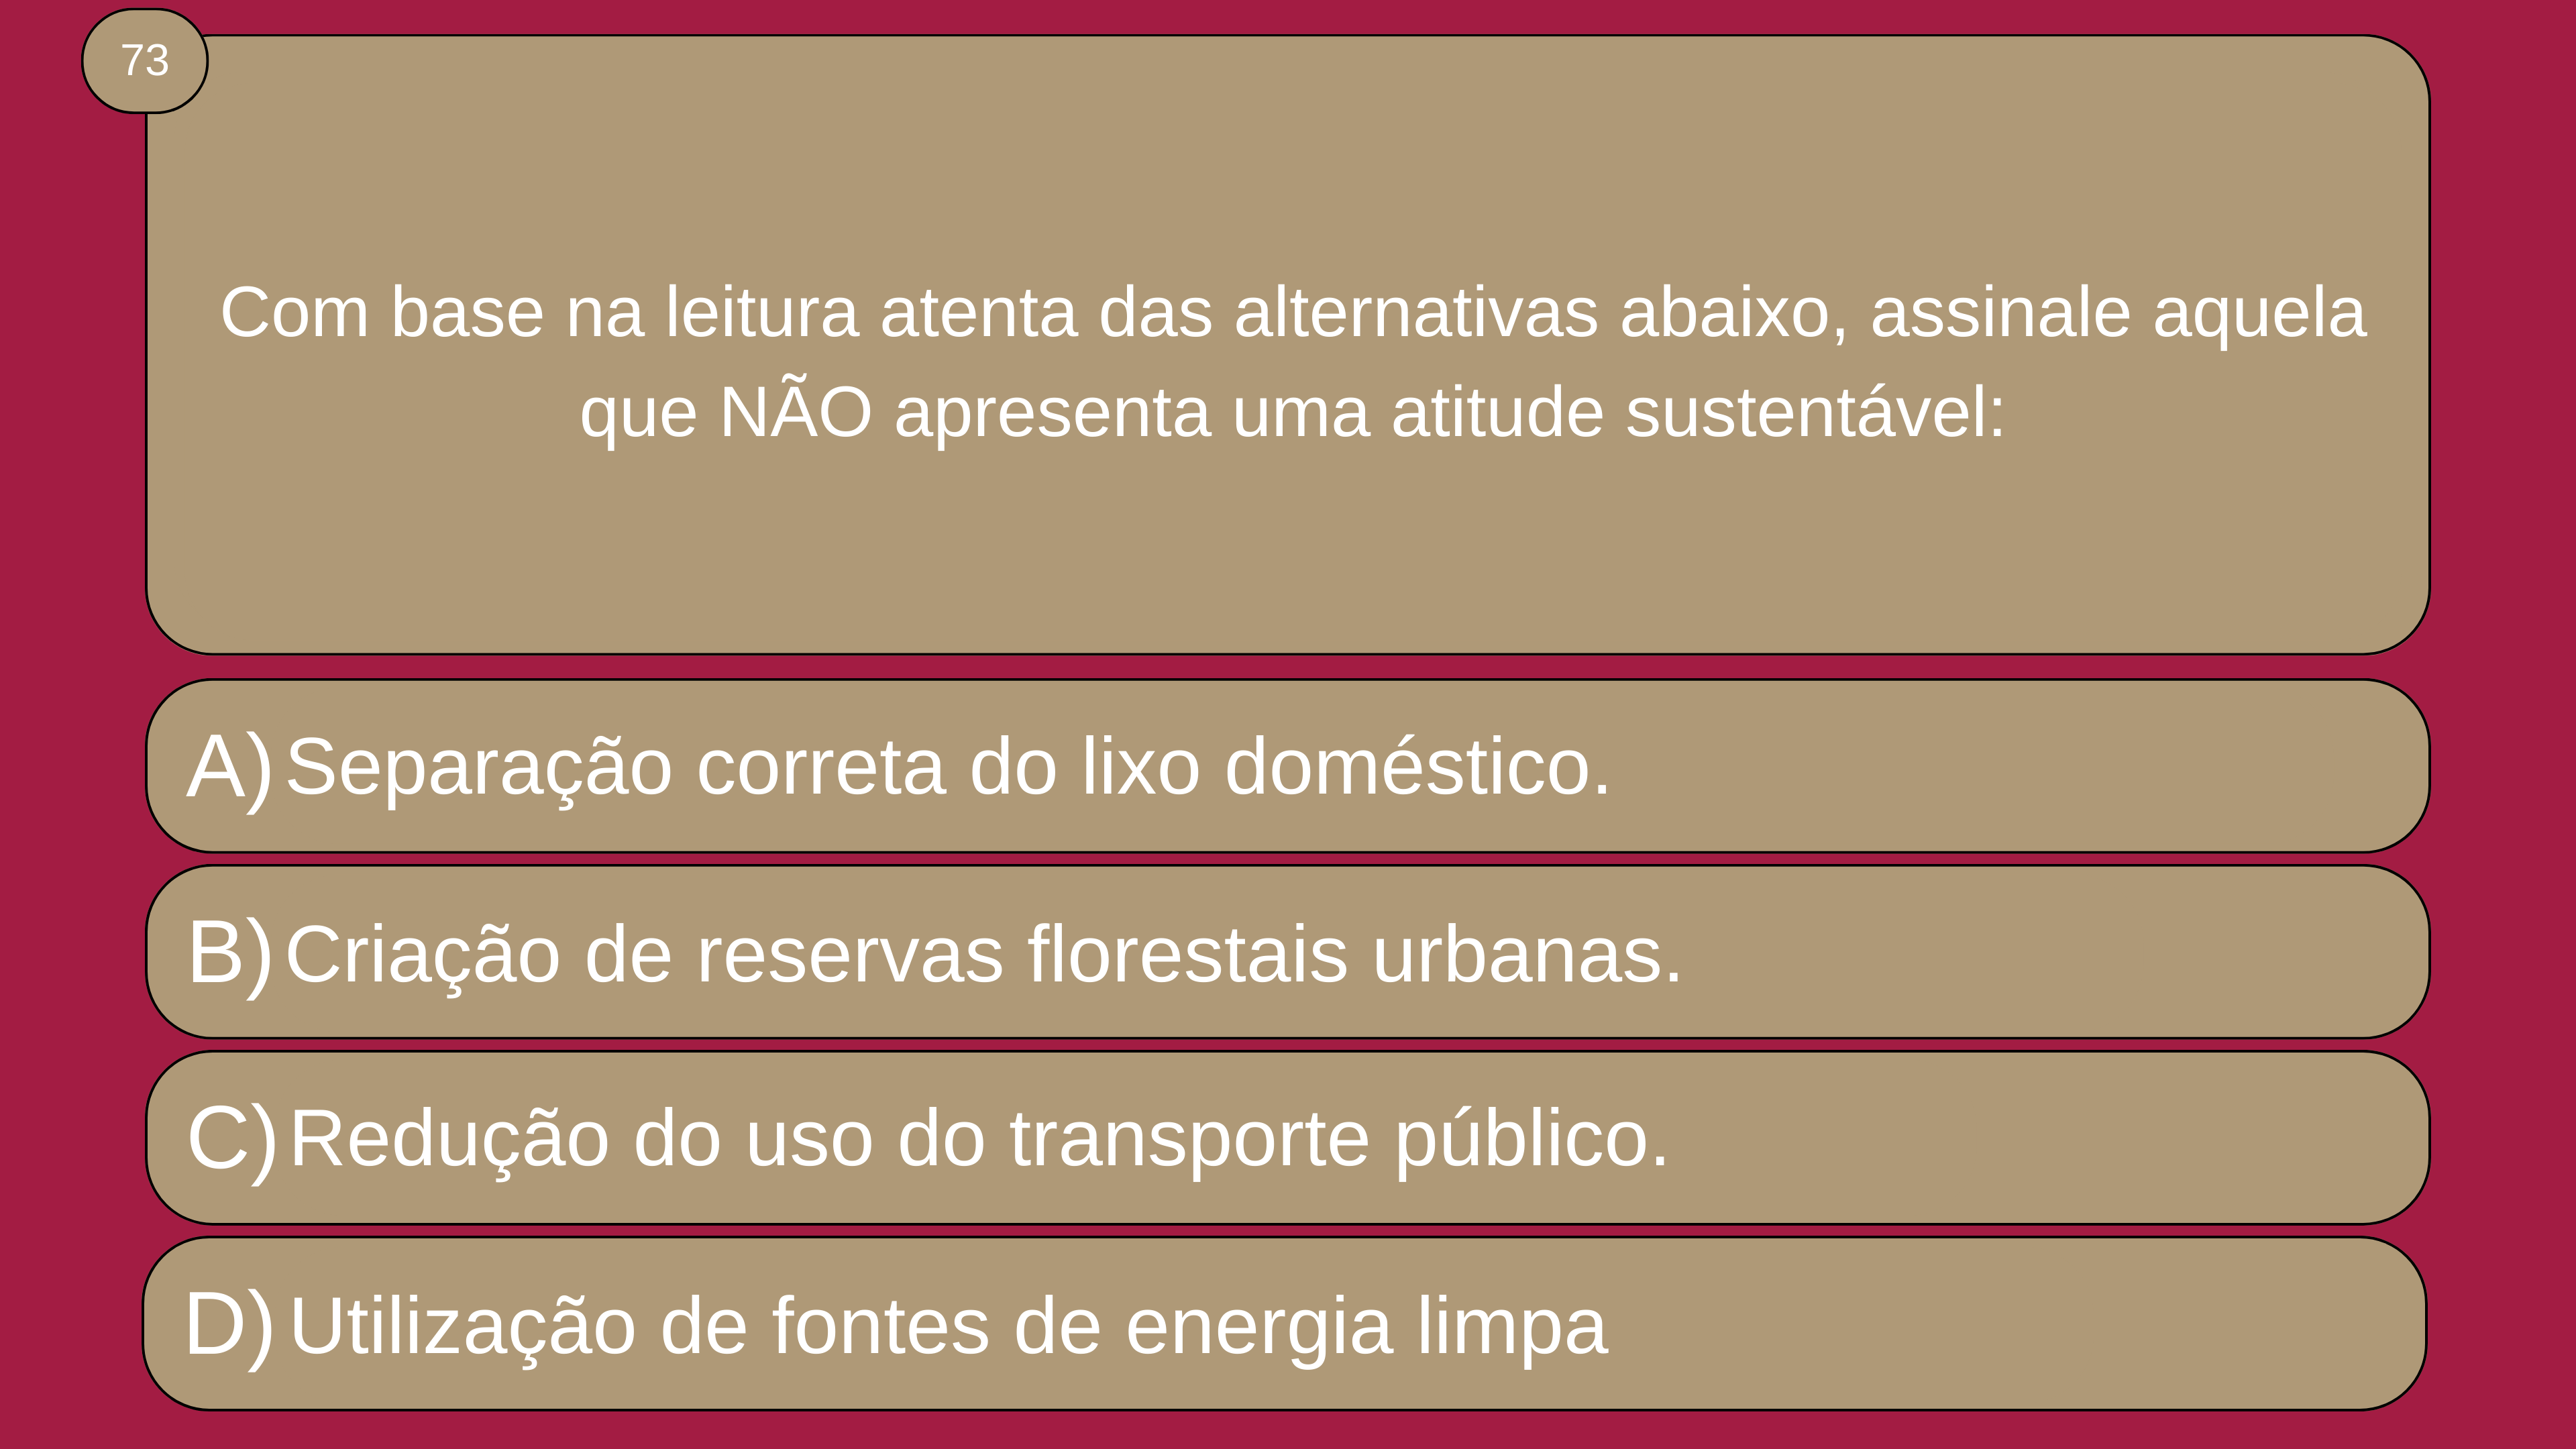 73
Com base na leitura atenta das alternativas abaixo, assinale aquela
que NÃO apresenta uma atitude sustentável:
A) Separação correta do lixo doméstico.
B) Criação de reservas florestais urbanas.
C) Redução do uso do transporte público.
D) Utilização de fontes de energia limpa